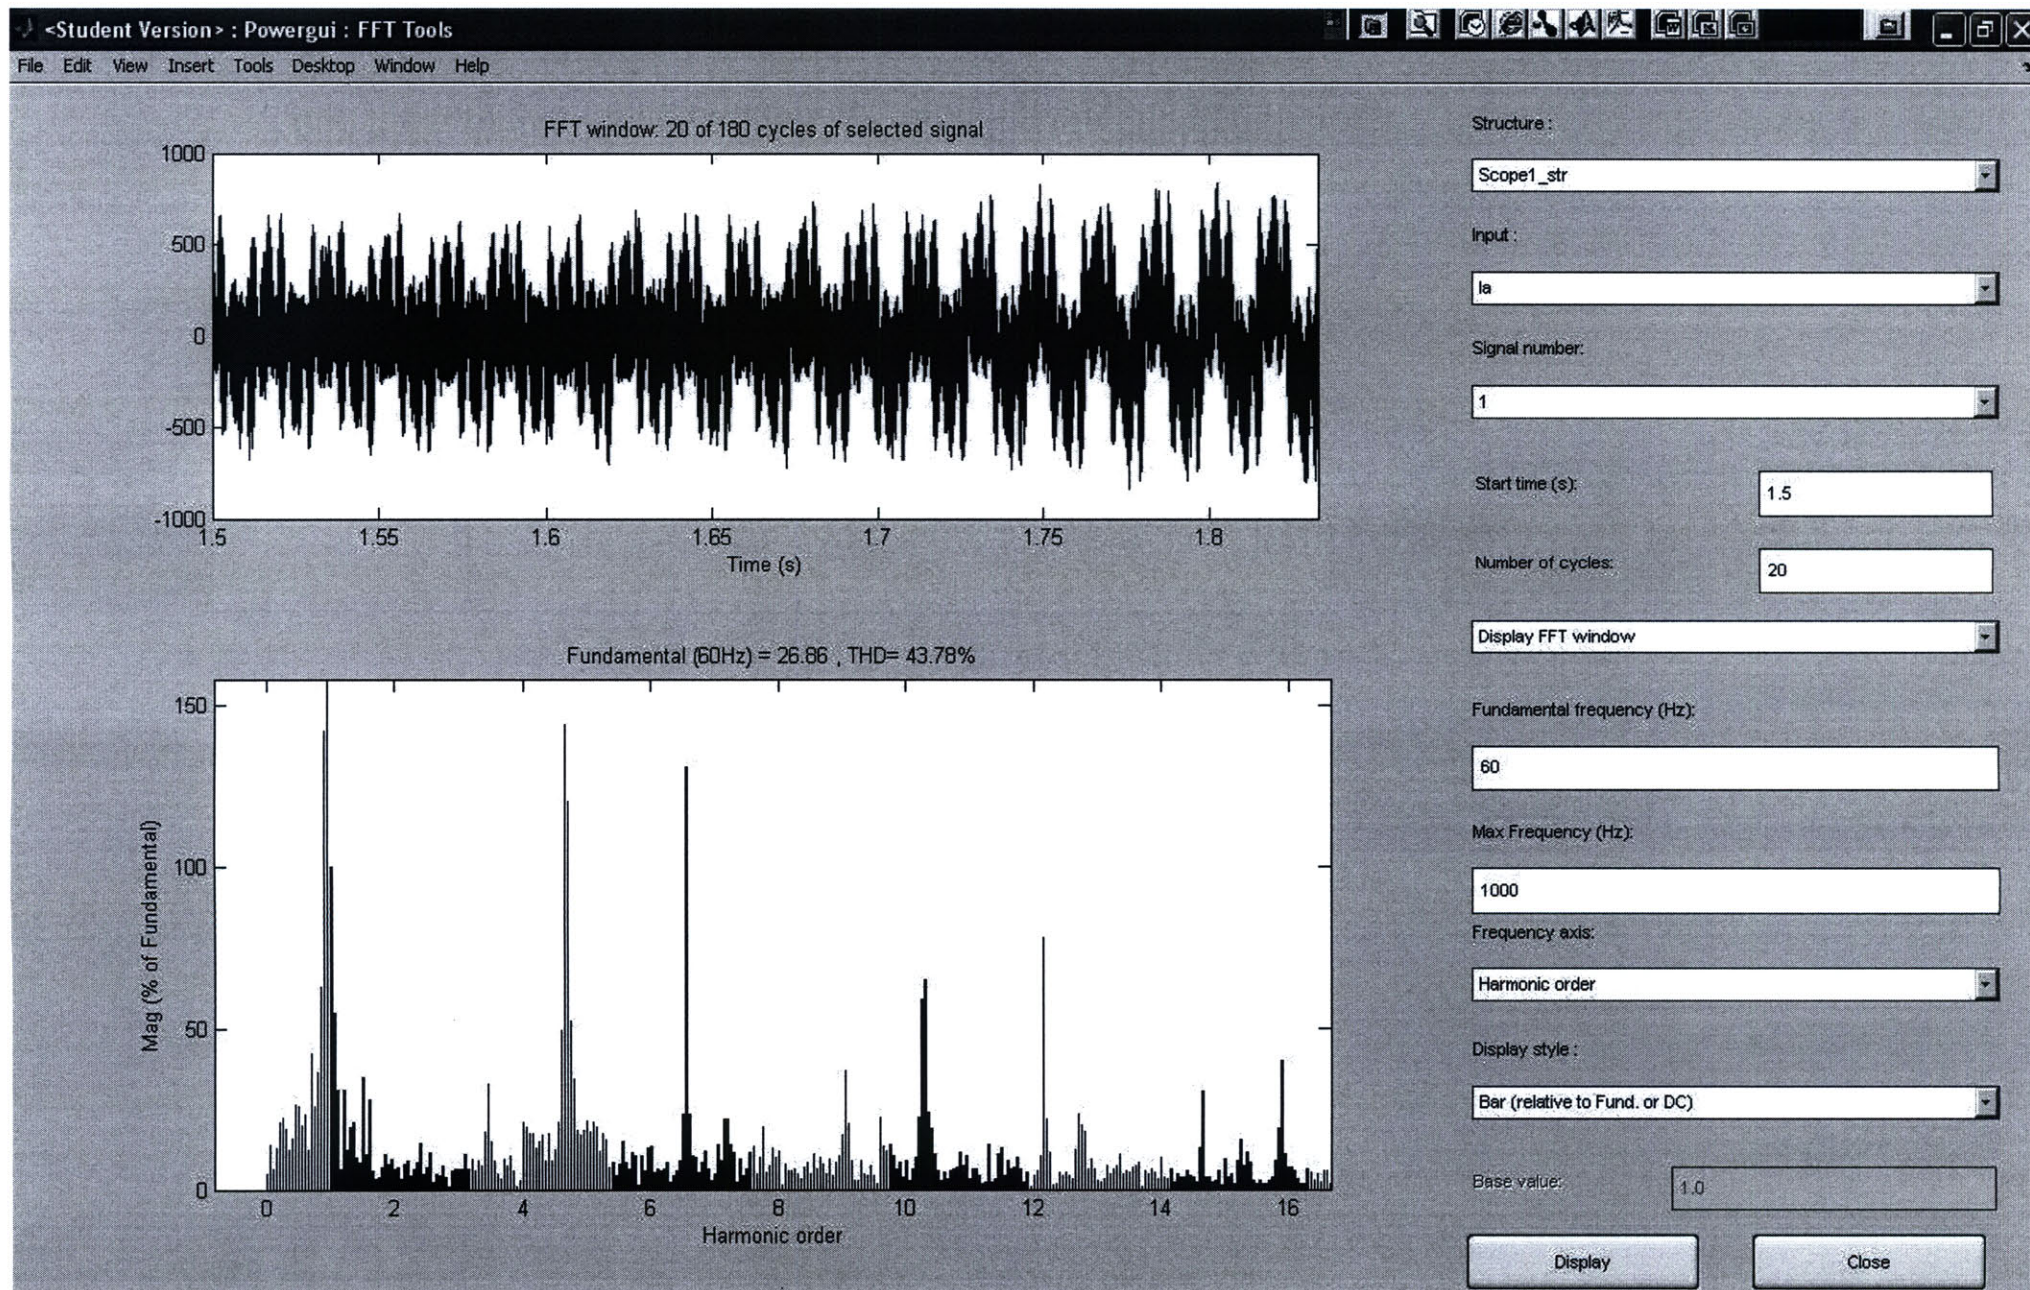 <Student Version> : Powergui : FFT Tools
File Edit View Insert Tools Desktop Window Help
FFT window: 20 of 180 cycles of selected signal
1000
500
0
-500
-1000
1.5 1.55 1.6 1.65 1.7 1.75 1.8
Time (s)
Fundamental (60Hz) = 26.86 , THD= 43.78%
Mag (% of Fundamental)
150
100
50
0
0 2 4 6 8 10 12 14 16
Harmonic order
Structure :
Scope1_str
Input :
Ia
Signal number:
1
Start time (s):
1.5
Number of cycles:
20
Display FFT window
Fundamental frequency (Hz):
60
Max Frequency (Hz):
1000
Frequency axis:
Harmonic order
Display style :
Bar (relative to Fund. or DC)
Base value:
1.0
Display
Close